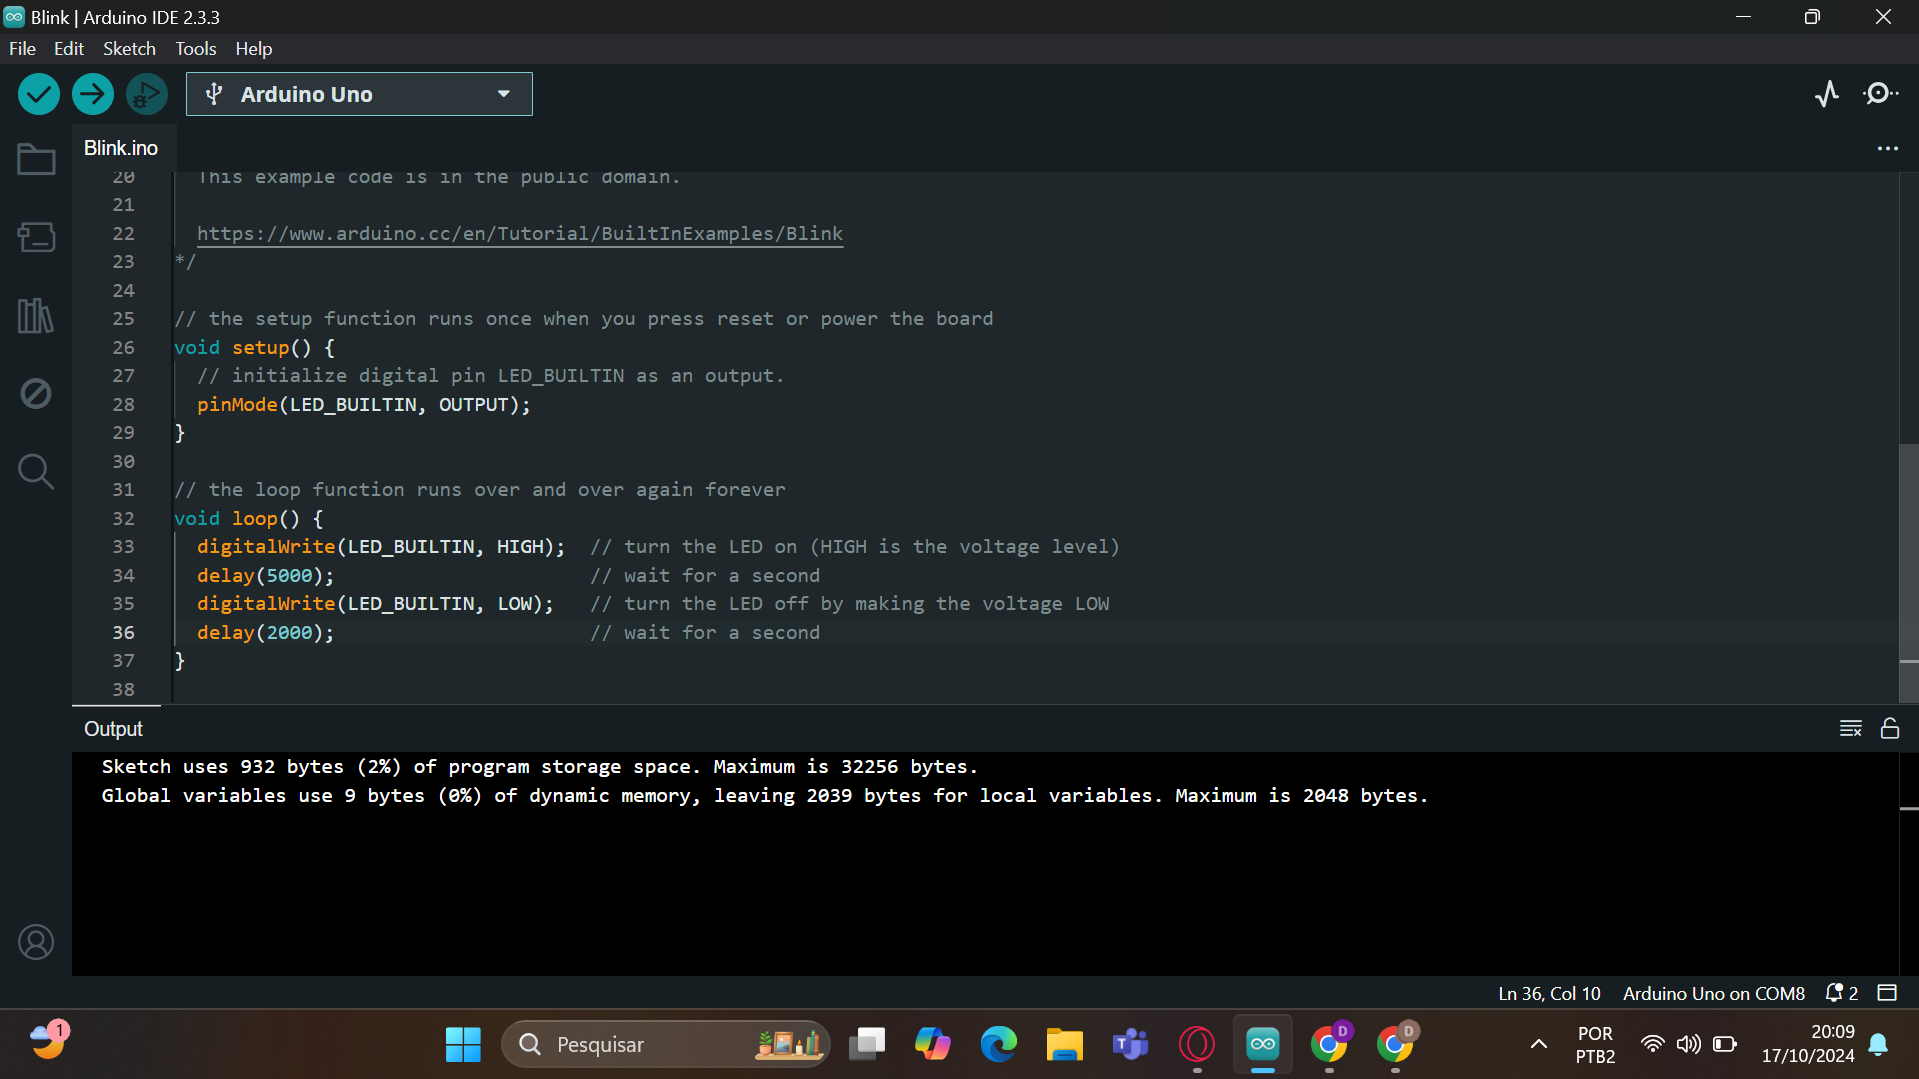 Blink | Arduino IDE 2.3.3
File Edit Sketch Tools Help
Arduino Uno
Blink.ino
20 This example code is in the public domain.
21
22 https://www.arduino.cc/en/Tutorial/BuiltInExamples/Blink
23 */
24
25 // the setup function runs once when you press reset or power the board
26 void setup() {
27 // initialize digital pin LED_BUILTIN as an output.
28 pinMode(LED_BUILTIN, OUTPUT);
29 }
30
31 // the loop function runs over and over again forever
32 void loop() {
33 digitalWrite(LED_BUILTIN, HIGH); // turn the LED on (HIGH is the voltage level)
34 delay(5000); // wait for a second
35 digitalWrite(LED_BUILTIN, LOW); // turn the LED off by making the voltage LOW
36 delay(2000); // wait for a second
37 }
38
Output
Sketch uses 932 bytes (2%) of program storage space. Maximum is 32256 bytes.
Global variables use 9 bytes (0%) of dynamic memory, leaving 2039 bytes for local variables. Maximum is 2048 bytes.
Ln 36, Col 10 Arduino Uno on COM8 2
1
Pesquisar
T
D
D
POR
PTB2
20:09
17/10/2024